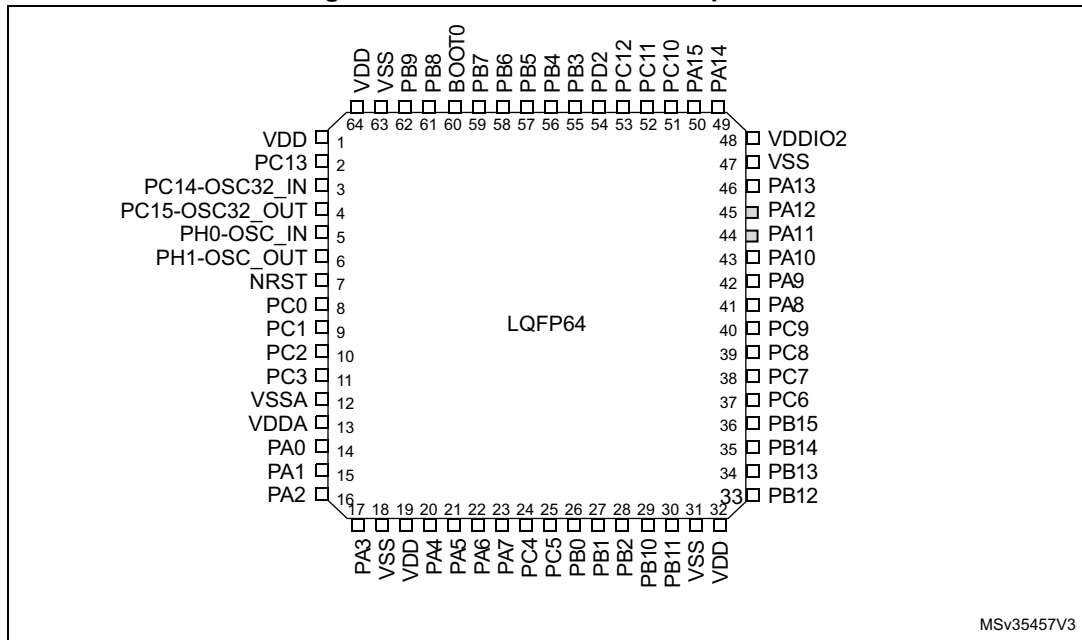 VDD
VSS
PB9
PB8
BOOT0
PB7
PB6
PB5
PB4
PB3
PD2
PC12
PC11
PC10
PA15
PA14
64 63 62 61 60 59 58 57 56 55 54 53 52 51 50 49
VDD 1
PC13 2
PC14-OSC32_IN 3
PC15-OSC32_OUT 4
PH0-OSC_IN 5
PH1-OSC_OUT 6
NRST 7
PC0 8
PC1 9
PC2 10
PC3 11
VSSA 12
VDDA 13
PA0 14
PA1 15
PA2 16
LQFP64
48 VDDIO2
47 VSS
46 PA13
45 PA12
44 PA11
43 PA10
42 PA9
41 PA8
40 PC9
39 PC8
38 PC7
37 PC6
36 PB15
35 PB14
34 PB13
33 PB12
17 18 19 20 21 22 23 24 25 26 27 28 29 30 31 32
PA3
VSS
VDD
PA4
PA5
PA6
PA7
PC4
PC5
PB0
PB1
PB2
PB10
PB11
VSS
VDD
MSv35457V3